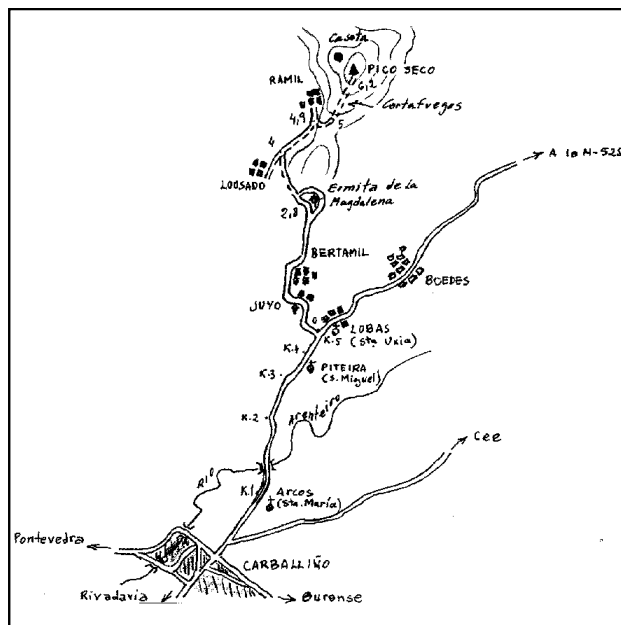 Caseta
PICO SECO
RAMIL
6,2
Cortafuegos
4,9
5
4
A la N-525
LOUSADO
Ermita de la
Magdalena
2,8
BERTAMIL
BOEDES
JUYO
0
LOBAS
K.5 (Sta Uxia)
K.4
PITEIRA
(S. Miguel)
K.3
K.2
Arenteiro
Cee
Rio
K.1
ARCOS
(Sta. María)
Pontevedra
CARBALLIÑO
Rivadavia
Ourense